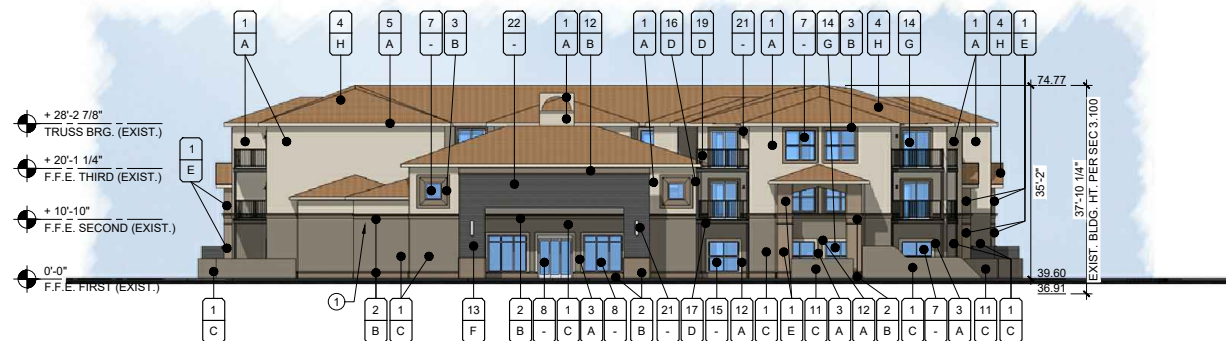 1 4 5 7 3 22 1 12 1 16 19 21 1 7 14 3 4 14 1 4 1
A H A - B - A B A D D - A - G B H G A H E
74.77
+ 28'-2 7/8"
TRUSS BRG. (EXIST.)
1
E
+ 20'-1 1/4"
F.F.E. THIRD (EXIST.)
+ 10'-10"
F.F.E. SECOND (EXIST.)
0'-0"
F.F.E. FIRST (EXIST.)
35'-2"
37'-10 1/4"
EXIST. BLDG. HT. PER SEC 3.100
39.60
36.91
1
1 2 1 13 2 8 1 3 8 2 21 17 15 12 1 1 11 3 12 2 1 7 3 11 1
C B C F B - C A - B - D - A C E C A A B C - A C C